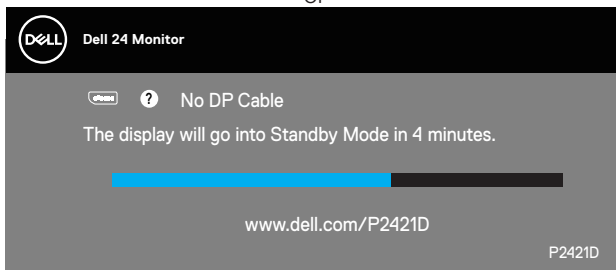 DELL
Dell 24 Monitor
? No DP Cable
The display will go into Standby Mode in 4 minutes.
www.dell.com/P2421D
P2421D